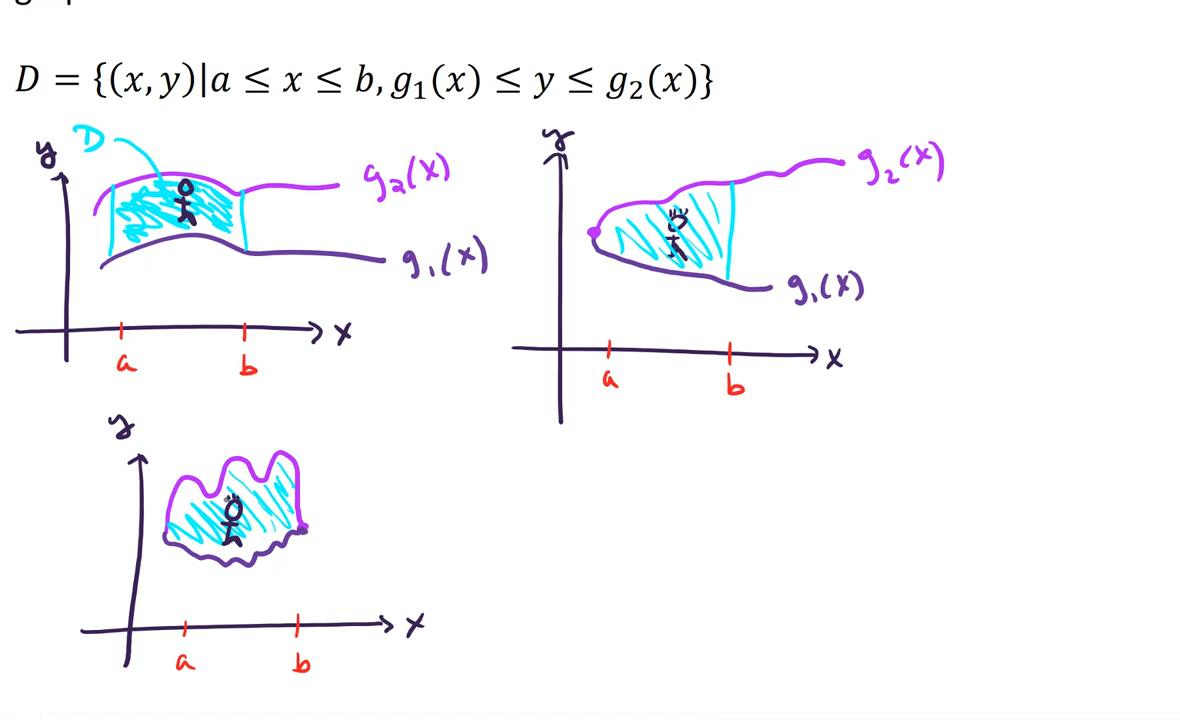 D = {(x, y)|a ≤ x ≤ b, g₁(x) ≤ y ≤ g₂(x)}
y D g₂(x)
g₁(x)
x
a b
y g₂(x)
g₁(x)
x
a b
y
x
a b